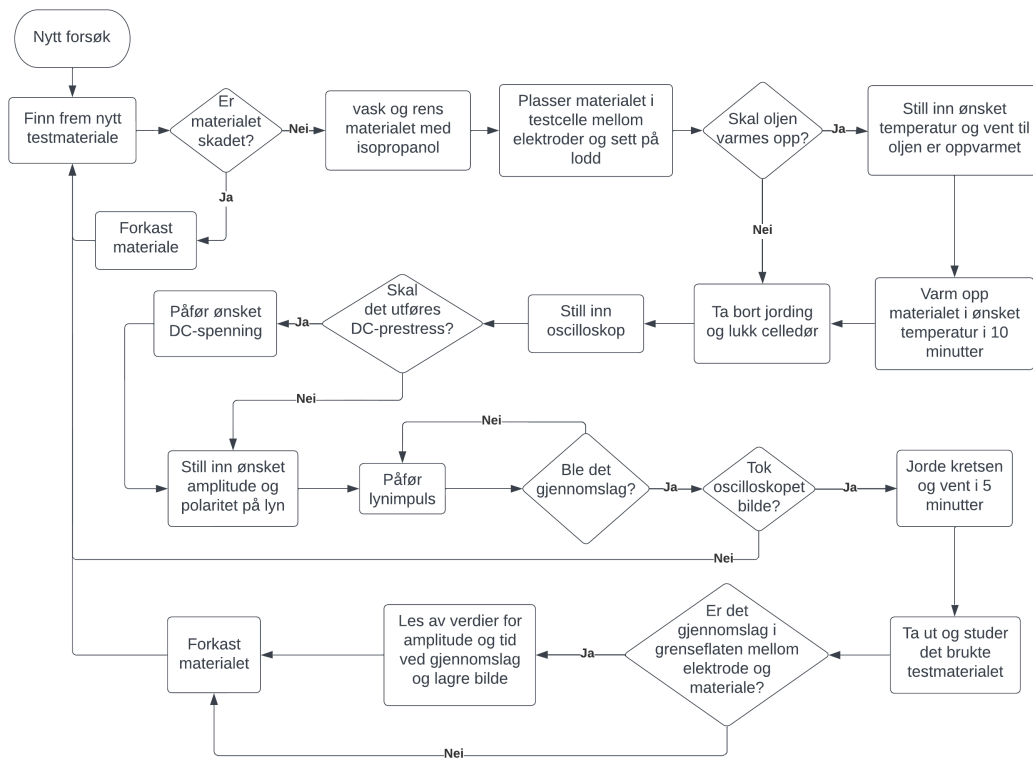 Nytt forsøk
Finn frem nytt
testmateriale
Er
materialet
skadet?
Nei
vask og rens
materialet med
isopropanol
Plasser materialet i
testcelle mellom
elektroder og sett på
lodd
Skal oljen
varmes opp?
Ja
Still inn ønsket
temperatur og vent til
oljen er oppvarmet
Ja
Forkast
materiale
Nei
Varm opp
materialet i ønsket
temperatur i 10
minutter
Ta bort jording
og lukk celledør
Still inn
oscilloskop
Skal
det utføres
DC-prestress?
Ja
Påfør ønsket
DC-spenning
Nei
Still inn ønsket
amplitude og
polaritet på lyn
Påfør
lynimpuls
Nei
Ble det
gjennomslag?
Ja
Tok
oscilloskopet
bilde?
Ja
Jorde kretsen
og vent i 5
minutter
Nei
Ta ut og studer
det brukte
testmaterialet
Er det
gjennomslag i
grenseflaten mellom
elektrode og
materiale?
Ja
Les av verdier for
amplitude og tid
ved gjennomslag
og lagre bilde
Forkast
materialet
Nei